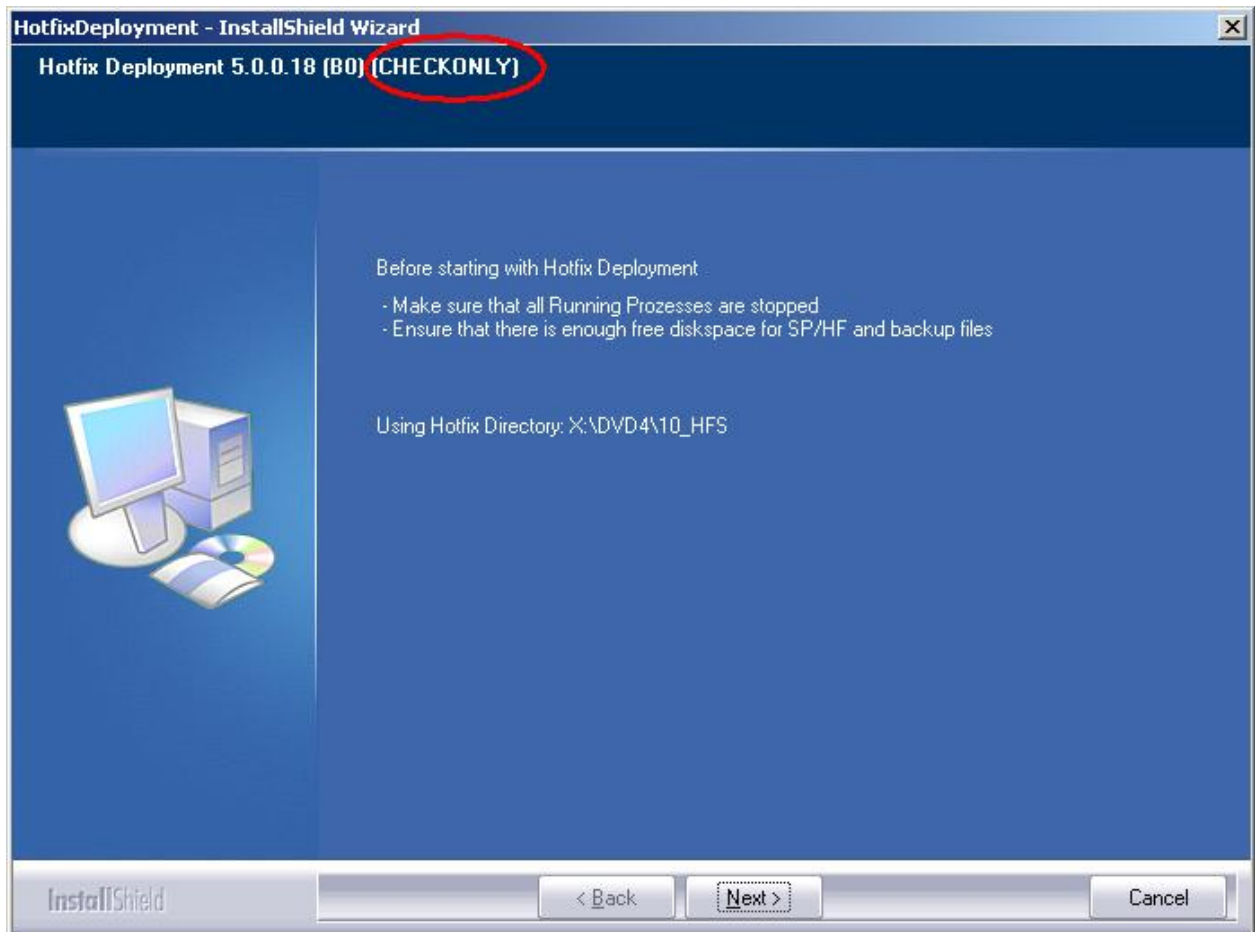 HotfixDeployment - InstallShield Wizard
Hotfix Deployment 5.0.0.18 (B0) (CHECKONLY)
Before starting with Hotfix Deployment
- Make sure that all Running Prozesses are stopped
- Ensure that there is enough free diskspace for SP/HF and backup files
Using Hotfix Directory: X:\DVD4\10_HFS
InstallShield
< Back
Next >
Cancel